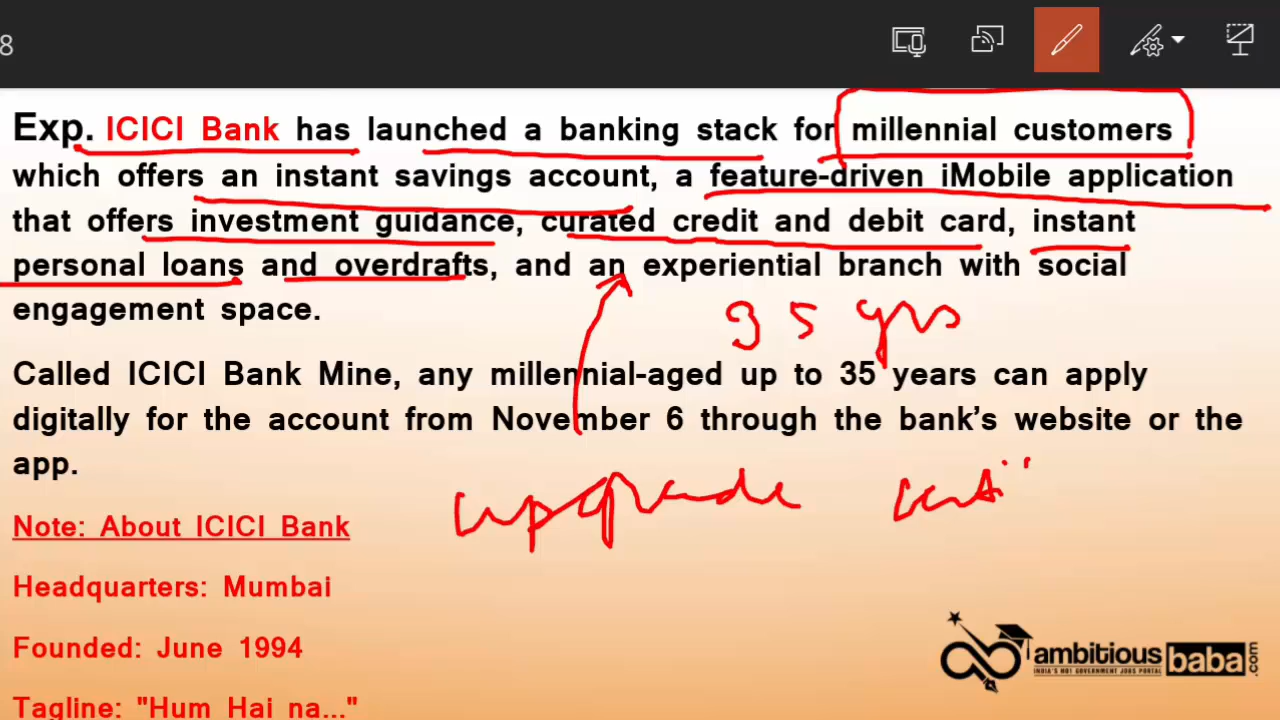 8
Exp. ICICI Bank has launched a banking stack for millennial customers
which offers an instant savings account, a feature-driven iMobile application
that offers investment guidance, curated credit and debit card, instant
personal loans and overdrafts, and an experiential branch with social
engagement space.
35 yrs
Called ICICI Bank Mine, any millennial-aged up to 35 years can apply
digitally for the account from November 6 through the bank's website or the
app.
upgrade
Note: About ICICI Bank
Headquarters: Mumbai
Founded: June 1994
ambitiousbaba.com
INDIA'S NO1 GOVERNMENT JOBS PORTAL
Tagline: "Hum Hai na..."